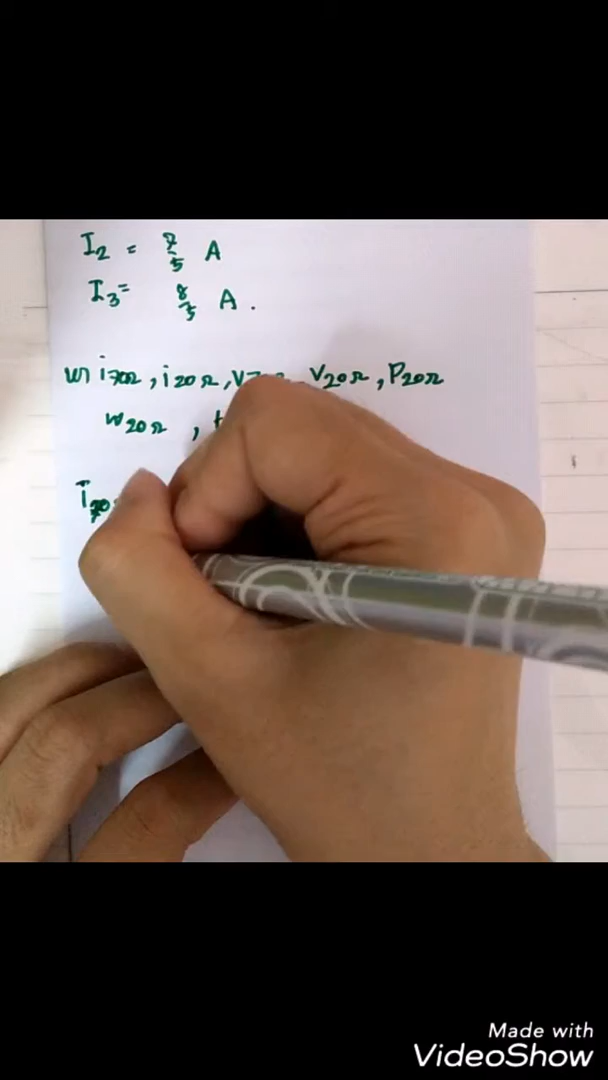 I2 = 7/5 A
I3 = 8/5 A.
หา i70Ω, i20Ω, V20Ω, P20Ω
W20Ω,
Made with
VideoShow